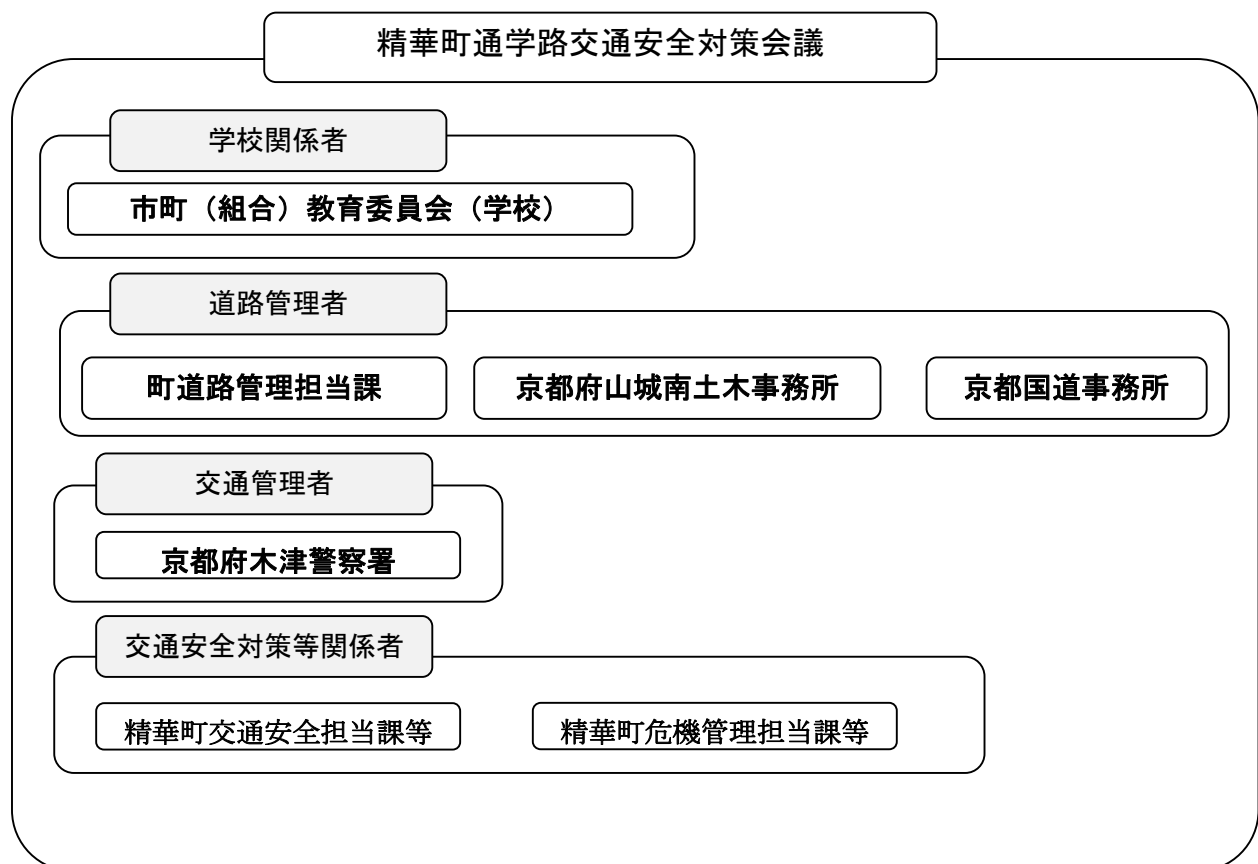 精華町通学路交通安全対策会議
学校関係者
市町（組合）教育委員会（学校）
道路管理者
町道路管理担当課
京都府山城南土木事務所
京都国道事務所
交通管理者
京都府木津警察署
交通安全対策等関係者
精華町交通安全担当課等
精華町危機管理担当課等